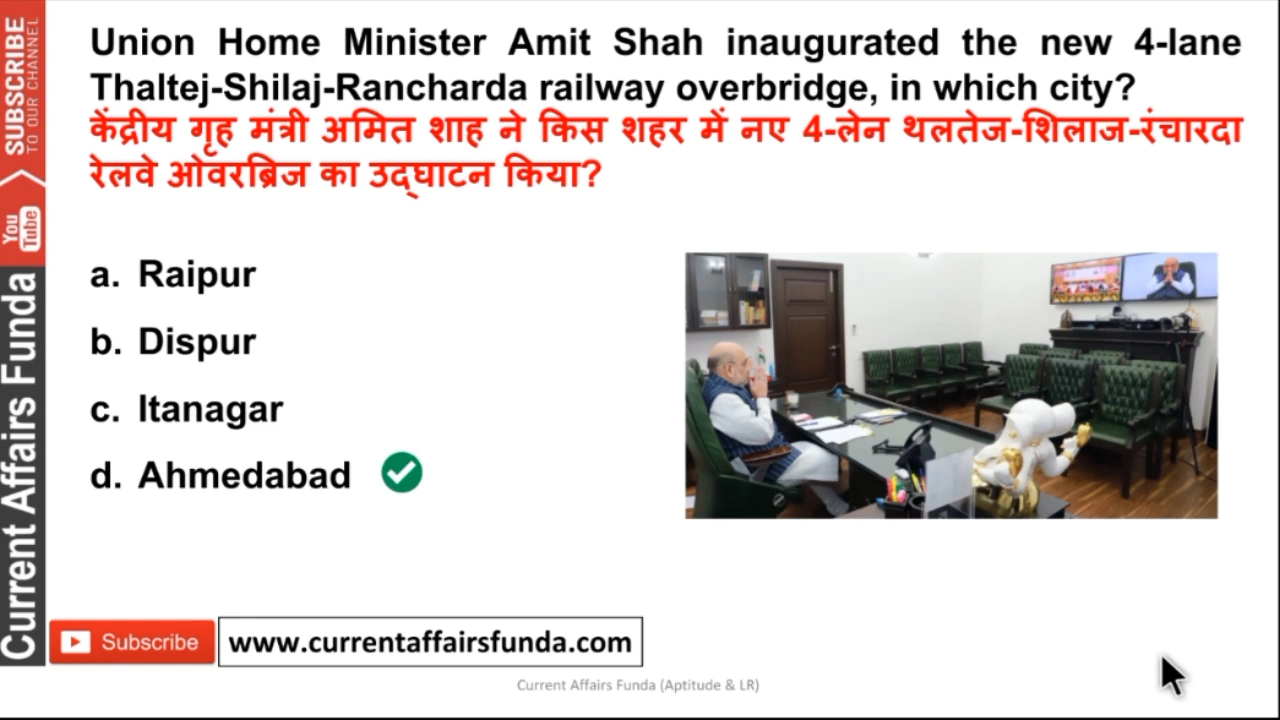 SUBSCRIBE
TO OUR CHANNEL
You
Tube
Current Affairs Funda
Union Home Minister Amit Shah inaugurated the new 4-lane
Thaltej-Shilaj-Rancharda railway overbridge, in which city?
केंद्रीय गृह मंत्री अमित शाह ने किस शहर में नए 4-लेन थलतेज-शिलाज-रंचारदा
रेलवे ओवरब्रिज का उद्घाटन किया?
a. Raipur
b. Dispur
c. Itanagar
d. Ahmedabad
Subscribe
www.currentaffairsfunda.com
Current Affairs Funda (Aptitude & LR)